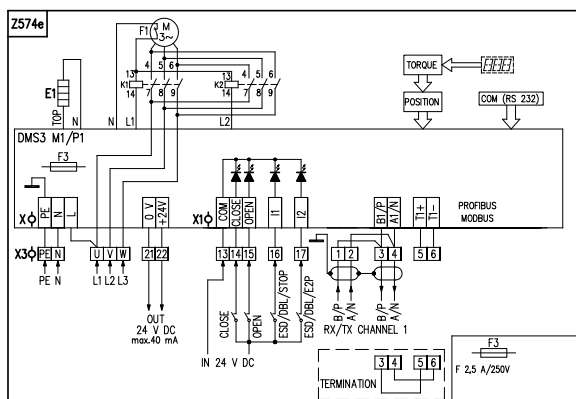 Z574e
F1
M
3~
E1
TOP
N
N
L1
L2
K1
13
14
4 5 6
7 8 9
K2
13
14
4 5 6
7 8 9
TORQUE
POSITION
COM (RS 232)
DMS3 M1/P1
F3
X
PE
N
L
0 V
+24V
X1
COM
CLOSE
OPEN
I1
I2
B1/P
A1/N
T1+
T1-
PROFIBUS
MODBUS
X3
PE N
U V W
21 22
13 14 15
16
17
1 2
3 4
5 6
PE N
L1 L2 L3
OUT
24 V DC
max.40 mA
CLOSE
OPEN
ESD/DBL/STOP
ESD/DBL/E2P
IN 24 V DC
B/P
A/N
B/P
A/N
RX/TX CHANNEL 1
TERMINATION
3 4
5 6
F3
F 2,5 A/250V